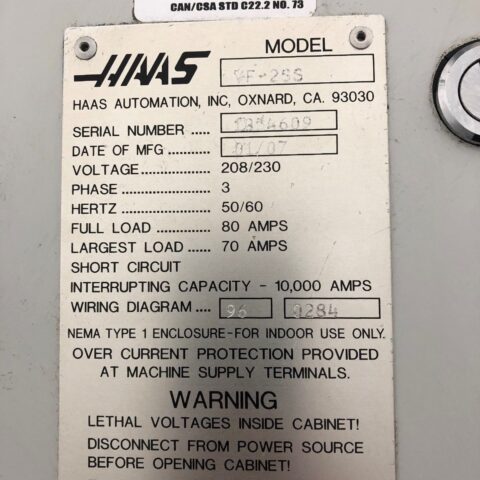 CAN/CSA STD C22.2 NO. 73
HAAS
MODEL
VF-2SS
HAAS AUTOMATION, INC, OXNARD, CA. 93030
SERIAL NUMBER .....
DATE OF MFG ........... 01/07
VOLTAGE................. 208/230
PHASE ...................... 3
HERTZ ...................... 50/60
FULL LOAD .............. 80 AMPS
LARGEST LOAD ...... 70 AMPS
SHORT CIRCUIT
INTERRUPTING CAPACITY - 10,000 AMPS
WIRING DIAGRAM .... 96 9284
NEMA TYPE 1 ENCLOSURE-FOR INDOOR USE ONLY.
OVER CURRENT PROTECTION PROVIDED
AT MACHINE SUPPLY TERMINALS.
WARNING
LETHAL VOLTAGES INSIDE CABINET!
DISCONNECT FROM POWER SOURCE
BEFORE OPENING CABINET!